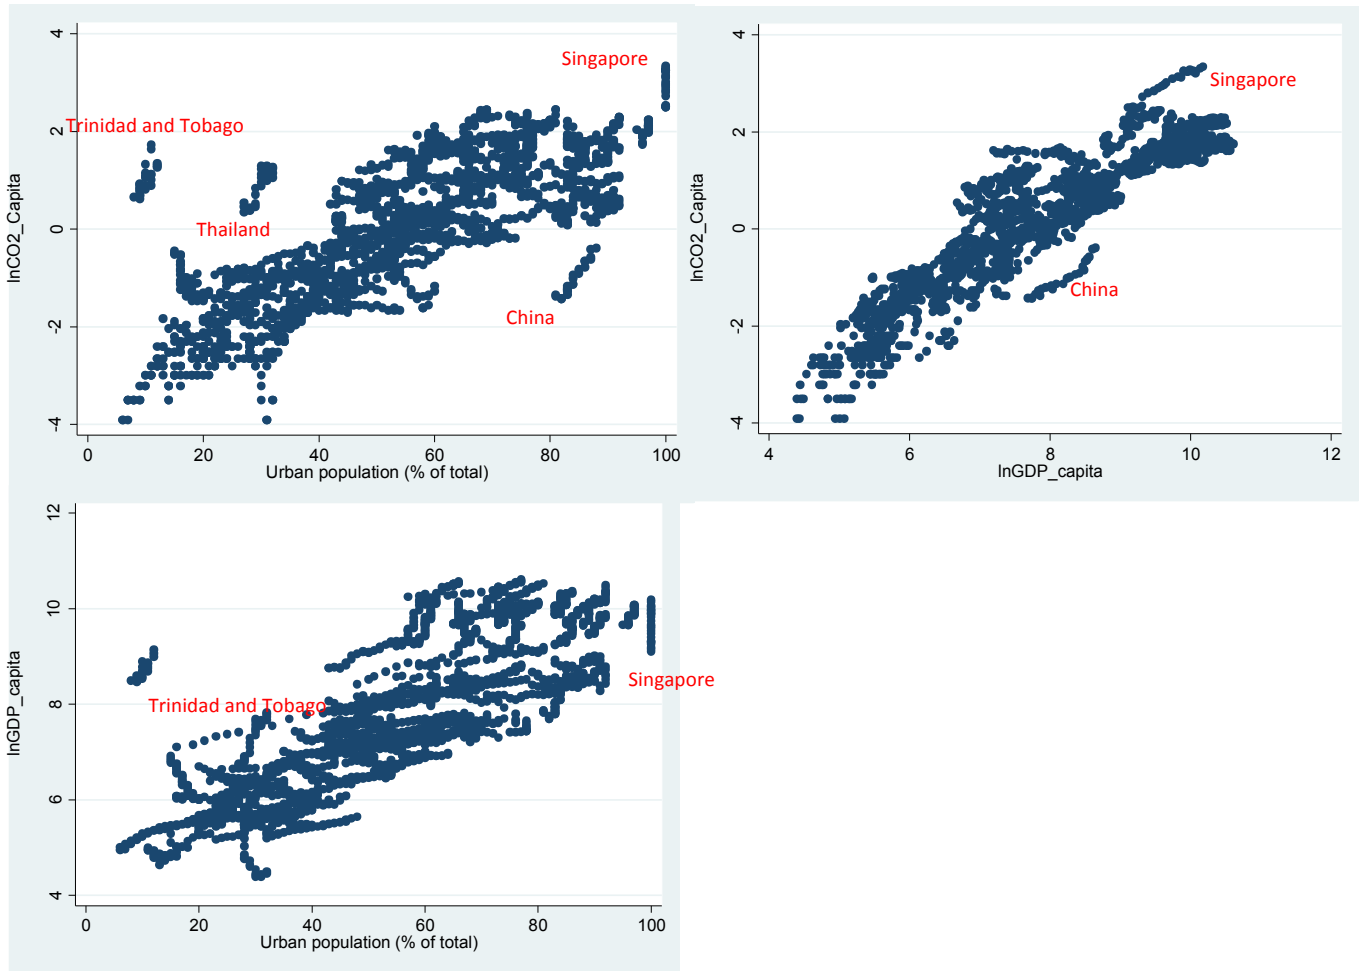 4
2
0
-2
-4
lnCO2_Capita
Singapore
Trinidad and Tobago
Thailand
China
0
20
40
60
80
100
Urban population (% of total)
4
2
0
-2
-4
lnCO2_Capita
Singapore
China
4
6
8
10
12
lnGDP_capita
12
10
8
6
4
lnGDP_capita
Singapore
Trinidad and Tobago
0
20
40
60
80
100
Urban population (% of total)